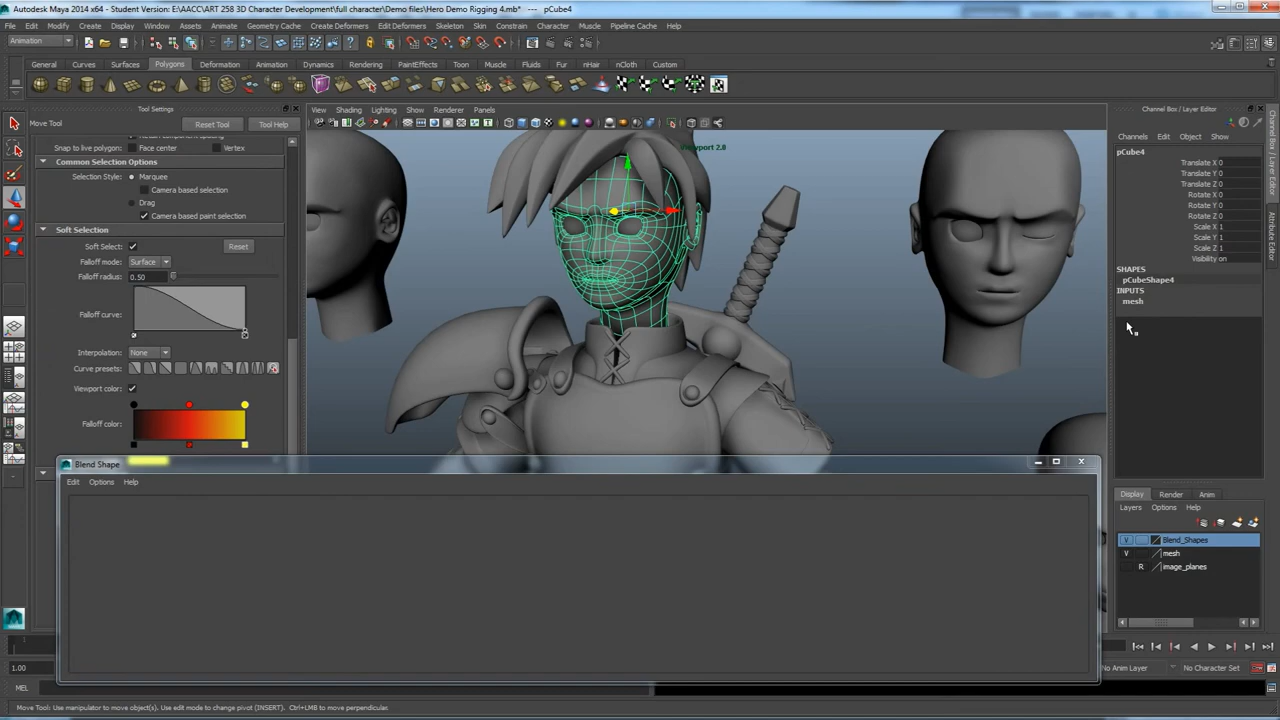 Autodesk Maya 2014 x64 - Student Version: E:\AACC\ART 258 3D Character Development\full character\Demo files\Hero Demo Rigging 4.mb* --- pCube4
File Edit Modify Create Display Window Assets Animate Geometry Cache Create Deformers Edit Deformers Skeleton Skin Constrain Character Muscle Pipeline Cache Help
Animation
General Curves Surfaces Polygons Deformation Animation Dynamics Rendering PaintEffects Toon Muscle Fluids Fur nHair nCloth Custom
Tool Settings
Move Tool Reset Tool Tool Help
Snap to live polygon: Face center Vertex
Common Selection Options
Selection Style: Marquee
Camera based selection
Drag
Camera based paint selection
Soft Selection
Soft Select: Reset
Falloff mode: Surface
Falloff radius: 0.50
Falloff curve:
Interpolation: None
Curve presets:
Viewport color:
Falloff color:
View Shading Lighting Show Renderer Panels
Viewport 2.0
Channel Box / Layer Editor
Channels Edit Object Show
pCube4
Translate X 0
Translate Y 0
Translate Z 0
Rotate X 0
Rotate Y 0
Rotate Z 0
Scale X 1
Scale Y 1
Scale Z 1
Visibility on
SHAPES
pCubeShape4
INPUTS
mesh
Channel Box / Layer Editor
Attribute Editor
Display Render Anim
Layers Options Help
V Blend_Shapes
V mesh
R image_planes
Blend Shape
Edit Options Help
1.00
No Anim Layer No Character Set
MEL
Move Tool: Use manipulator to move object(s). Use edit mode to change pivot (INSERT). Ctrl+LMB to move perpendicular.